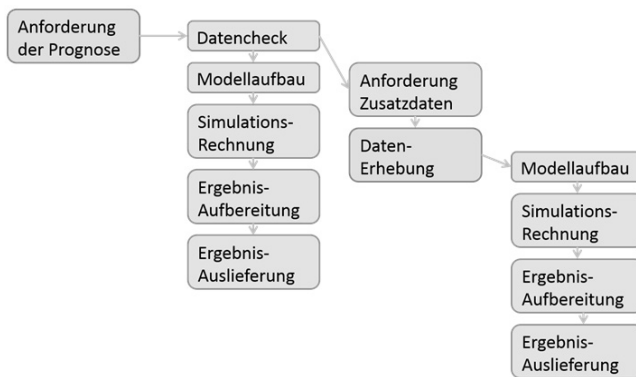 Anforderung
der Prognose
Datencheck
Modellaufbau
Simulations-
Rechnung
Ergebnis-
Aufbereitung
Ergebnis-
Auslieferung
Anforderung
Zusatzdaten
Daten-
Erhebung
Modellaufbau
Simulations-
Rechnung
Ergebnis-
Aufbereitung
Ergebnis-
Auslieferung